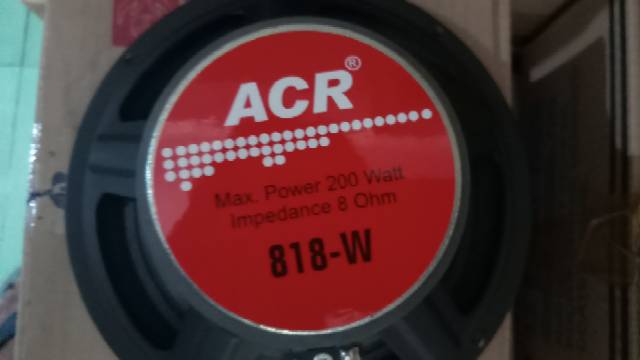 ACR®
Max. Power 200 Watt
Impedance 8 Ohm
818-W